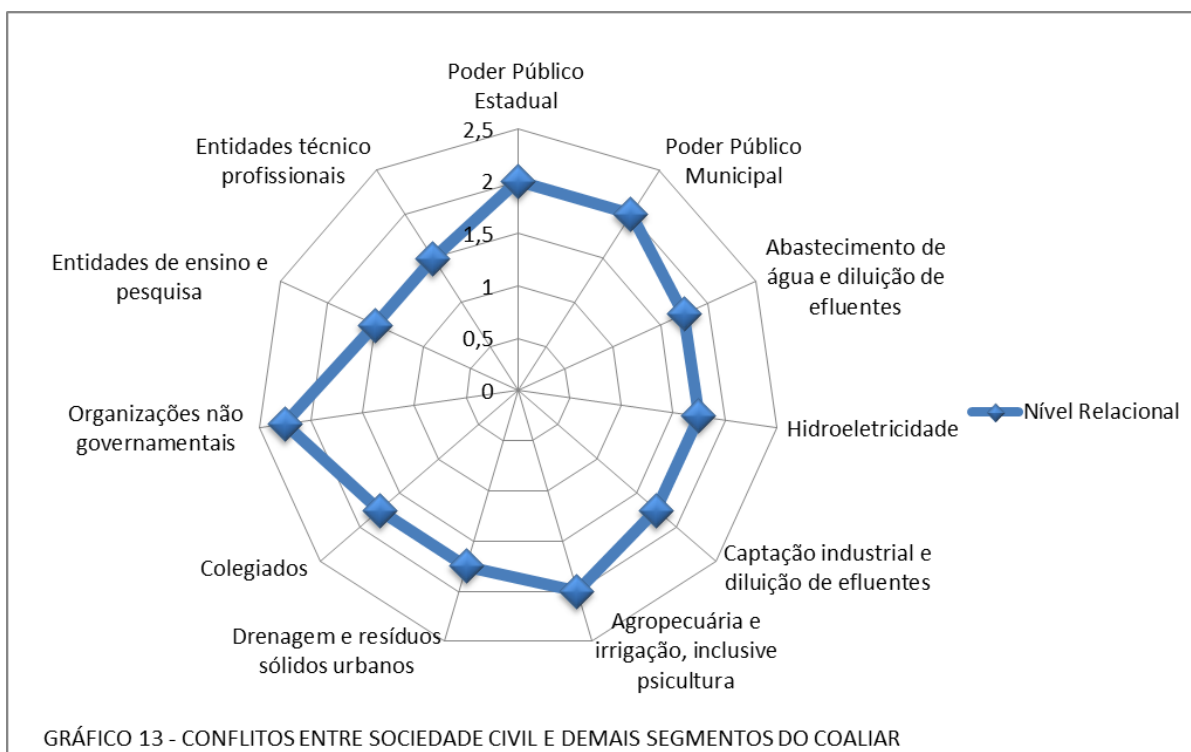 Poder Público
Estadual
Poder Público
Municipal
Abastecimento de
água e diluição de
efluentes
Hidroeletricidade
Captação industrial e
diluição de efluentes
Agropecuária e
irrigação, inclusive
psicultura
Drenagem e resíduos
sólidos urbanos
Colegiados
Organizações não
governamentais
Entidades de ensino e
pesquisa
Entidades técnico
profissionais
2,5
2
1,5
1
0,5
0
Nível Relacional
GRÁFICO 13 - CONFLITOS ENTRE SOCIEDADE CIVIL E DEMAIS SEGMENTOS DO COALIAR